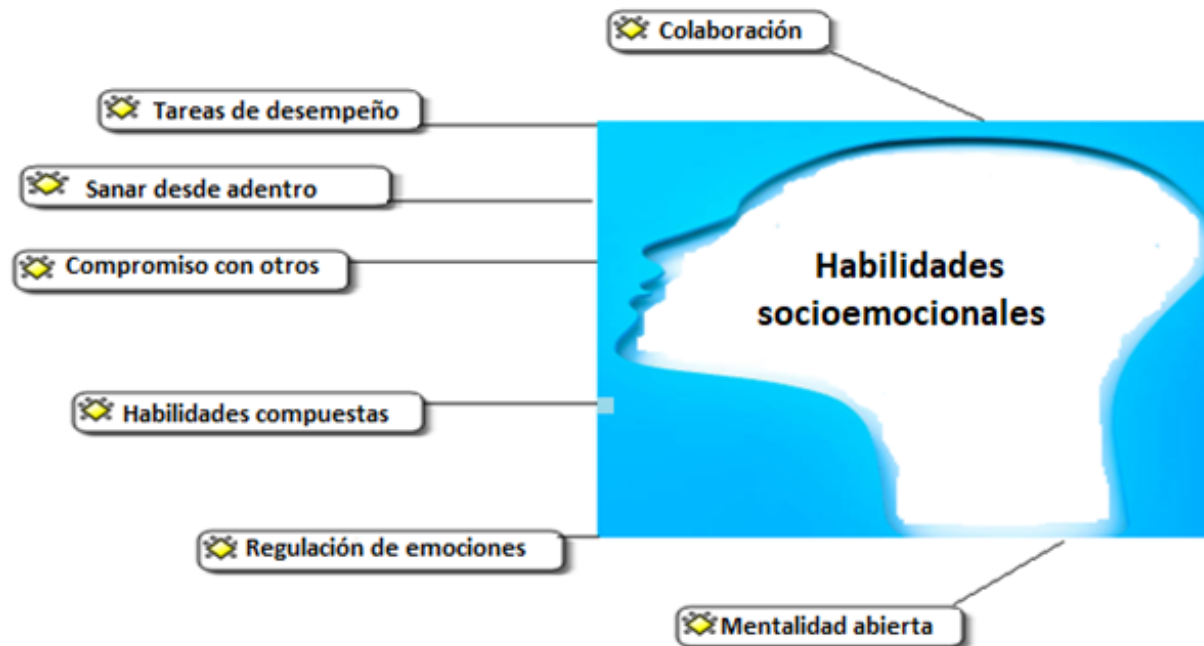 Colaboración
Tareas de desempeño
Sanar desde adentro
Compromiso con otros
Habilidades
socioemocionales
Habilidades compuestas
Regulación de emociones
Mentalidad abierta